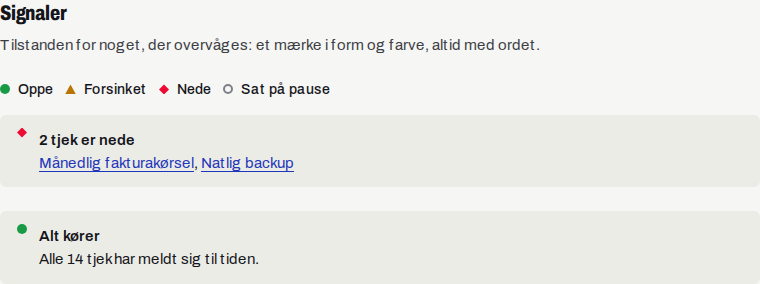 Signaler
Tilstanden for noget, der overvåges: et mærke i form og farve, altid med ordet.
Oppe Forsinket Nede Sat på pause
2 tjek er nede
Månedlig fakturakørsel, Natlig backup
Alt kører
Alle 14 tjek har meldt sig til tiden.